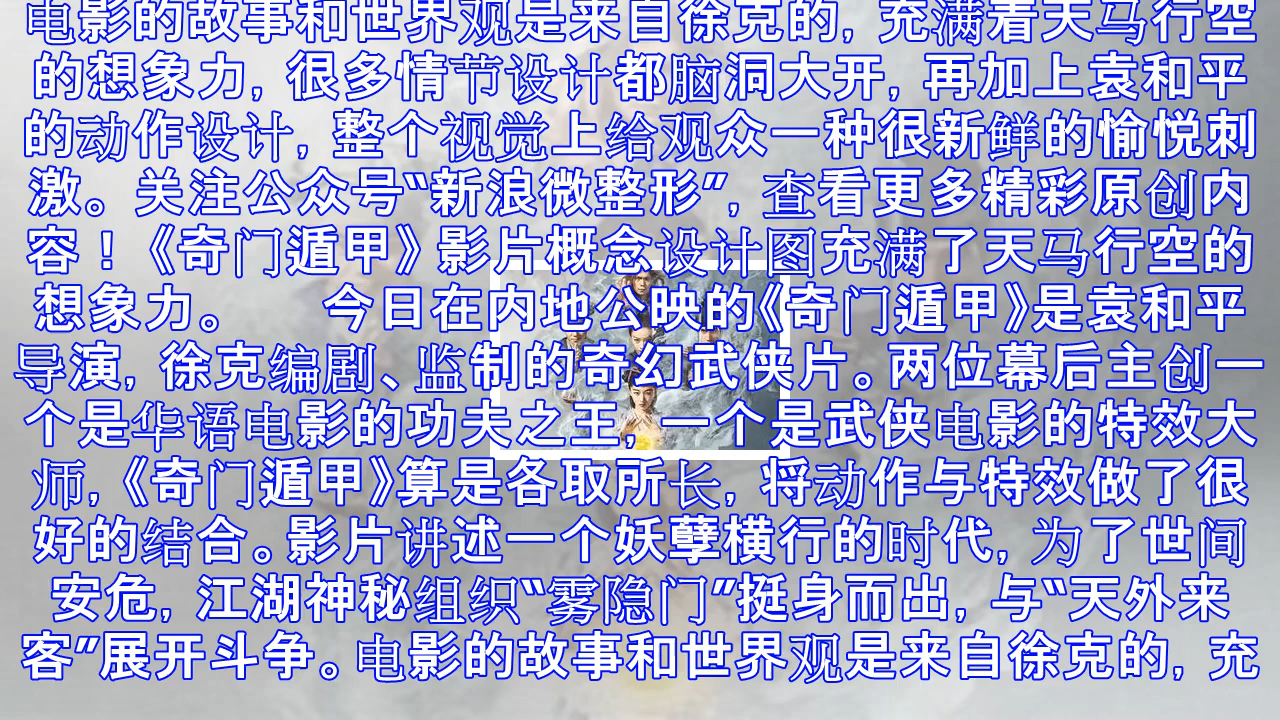 电影的故事和世界观是来自徐克的, 充满着天马行空
的想象力, 很多情节设计都脑洞大开, 再加上袁和平
的动作设计, 整个视觉上给观众一种很新鲜的愉悦刺
激。关注公众号“新浪微整形”, 查看更多精彩原创内
容！《奇门遁甲》影片概念设计图充满了天马行空的
想象力。　　今日在内地公映的《奇门遁甲》是袁和平
导演, 徐克编剧、监制的奇幻武侠片。两位幕后主创一
个是华语电影的功夫之王, 一个是武侠电影的特效大
师,《奇门遁甲》算是各取所长, 将动作与特效做了很
好的结合。影片讲述一个妖孽横行的时代, 为了世间
安危, 江湖神秘组织“雾隐门”挺身而出, 与“天外来
客”展开斗争。电影的故事和世界观是来自徐克的, 充